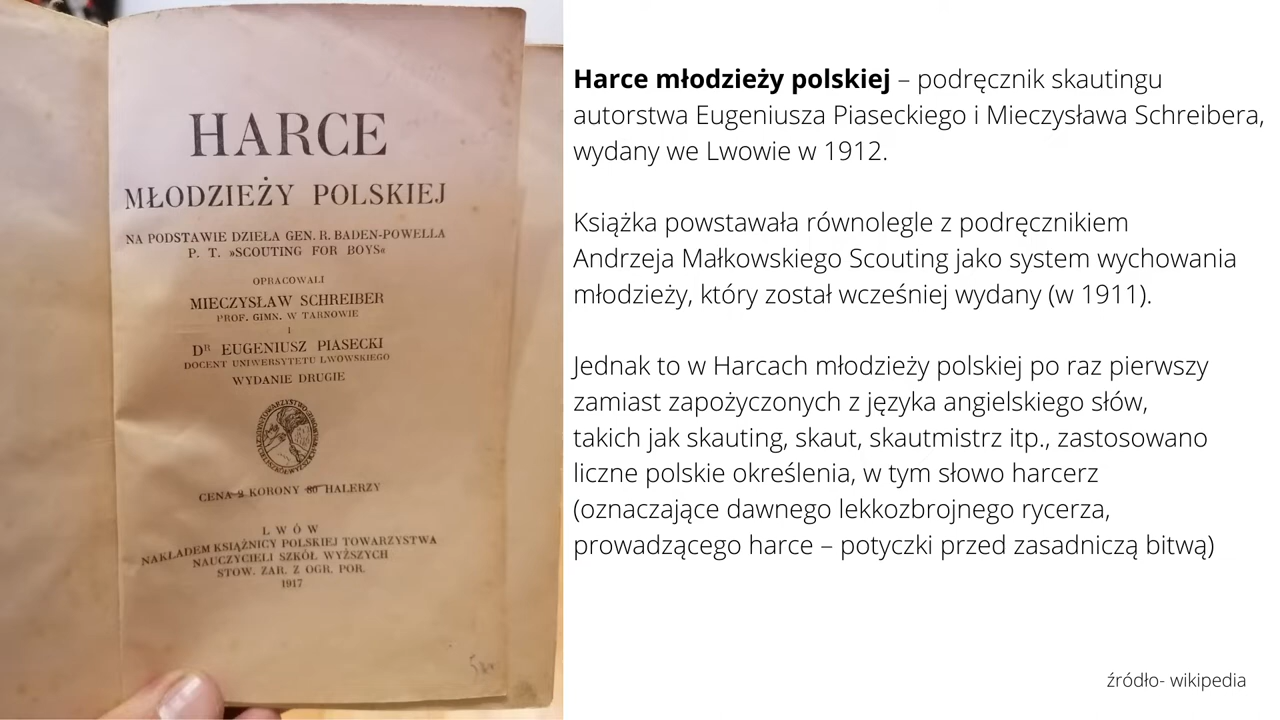 HARCE
MŁODZIEŻY POLSKIEJ
NA PODSTAWIE DZIEŁA GEN. R. BADEN-POWELLA
P. T. »SCOUTING FOR BOYS«
OPRACOWALI
MIECZYSŁAW SCHREIBER
PROF. GIMN. W TARNOWIE
I
DR EUGENIUSZ PIASECKI
DOCENT UNIWERSYTETU LWOWSKIEGO
WYDANIE DRUGIE
CENA 2 KORONY 80 HALERZY
LWÓW
NAKŁADEM KSIĄŻNICY POLSKIEJ TOWARZYSTWA
NAUCZYCIELI SZKÓŁ WYŻSZYCH
STOW. ZAR. Z OGR. POR.
1917
Harce młodzieży polskiej – podręcznik skautingu
autorstwa Eugeniusza Piaseckiego i Mieczysława Schreibera,
wydany we Lwowie w 1912.
Książka powstawała równolegle z podręcznikiem
Andrzeja Małkowskiego Scouting jako system wychowania
młodzieży, który został wcześniej wydany (w 1911).
Jednak to w Harcach młodzieży polskiej po raz pierwszy
zamiast zapożyczonych z języka angielskiego słów,
takich jak skauting, skaut, skautmistrz itp., zastosowano
liczne polskie określenia, w tym słowo harcerz
(oznaczające dawnego lekkozbrojnego rycerza,
prowadzącego harce – potyczki przed zasadniczą bitwą)
źródło- wikipedia